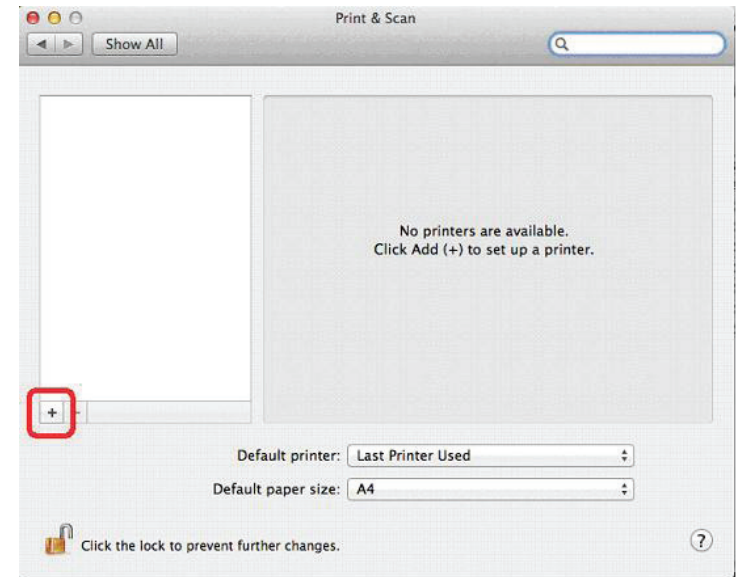 Print & Scan
Show All
No printers are available.
Click Add (+) to set up a printer.
+ -
Default printer: Last Printer Used
Default paper size: A4
Click the lock to prevent further changes.
?